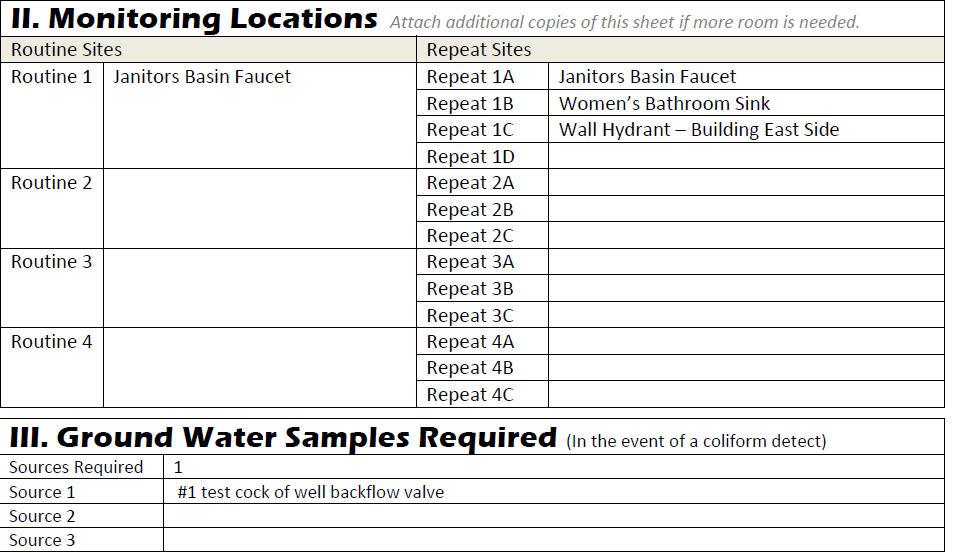 II. Monitoring Locations Attach additional copies of this sheet if more room is needed.
Routine Sites Repeat Sites
Routine 1 Janitors Basin Faucet Repeat 1A Janitors Basin Faucet
Repeat 1B Women’s Bathroom Sink
Repeat 1C Wall Hydrant – Building East Side
Repeat 1D
Routine 2 Repeat 2A
Repeat 2B
Repeat 2C
Routine 3 Repeat 3A
Repeat 3B
Repeat 3C
Routine 4 Repeat 4A
Repeat 4B
Repeat 4C
III. Ground Water Samples Required (In the event of a coliform detect)
Sources Required 1
Source 1 #1 test cock of well backflow valve
Source 2
Source 3